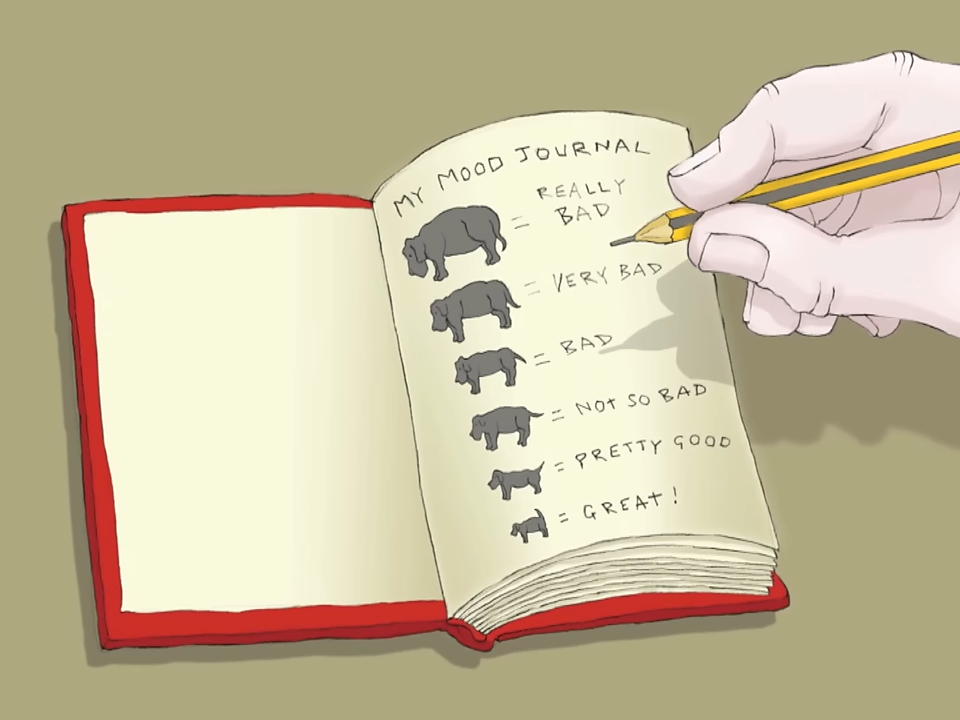 MY MOOD JOURNAL
= REALLY
BAD
= VERY BAD
= BAD
= NOt SO BAD
= PRETTY GOOD
= GREAt!